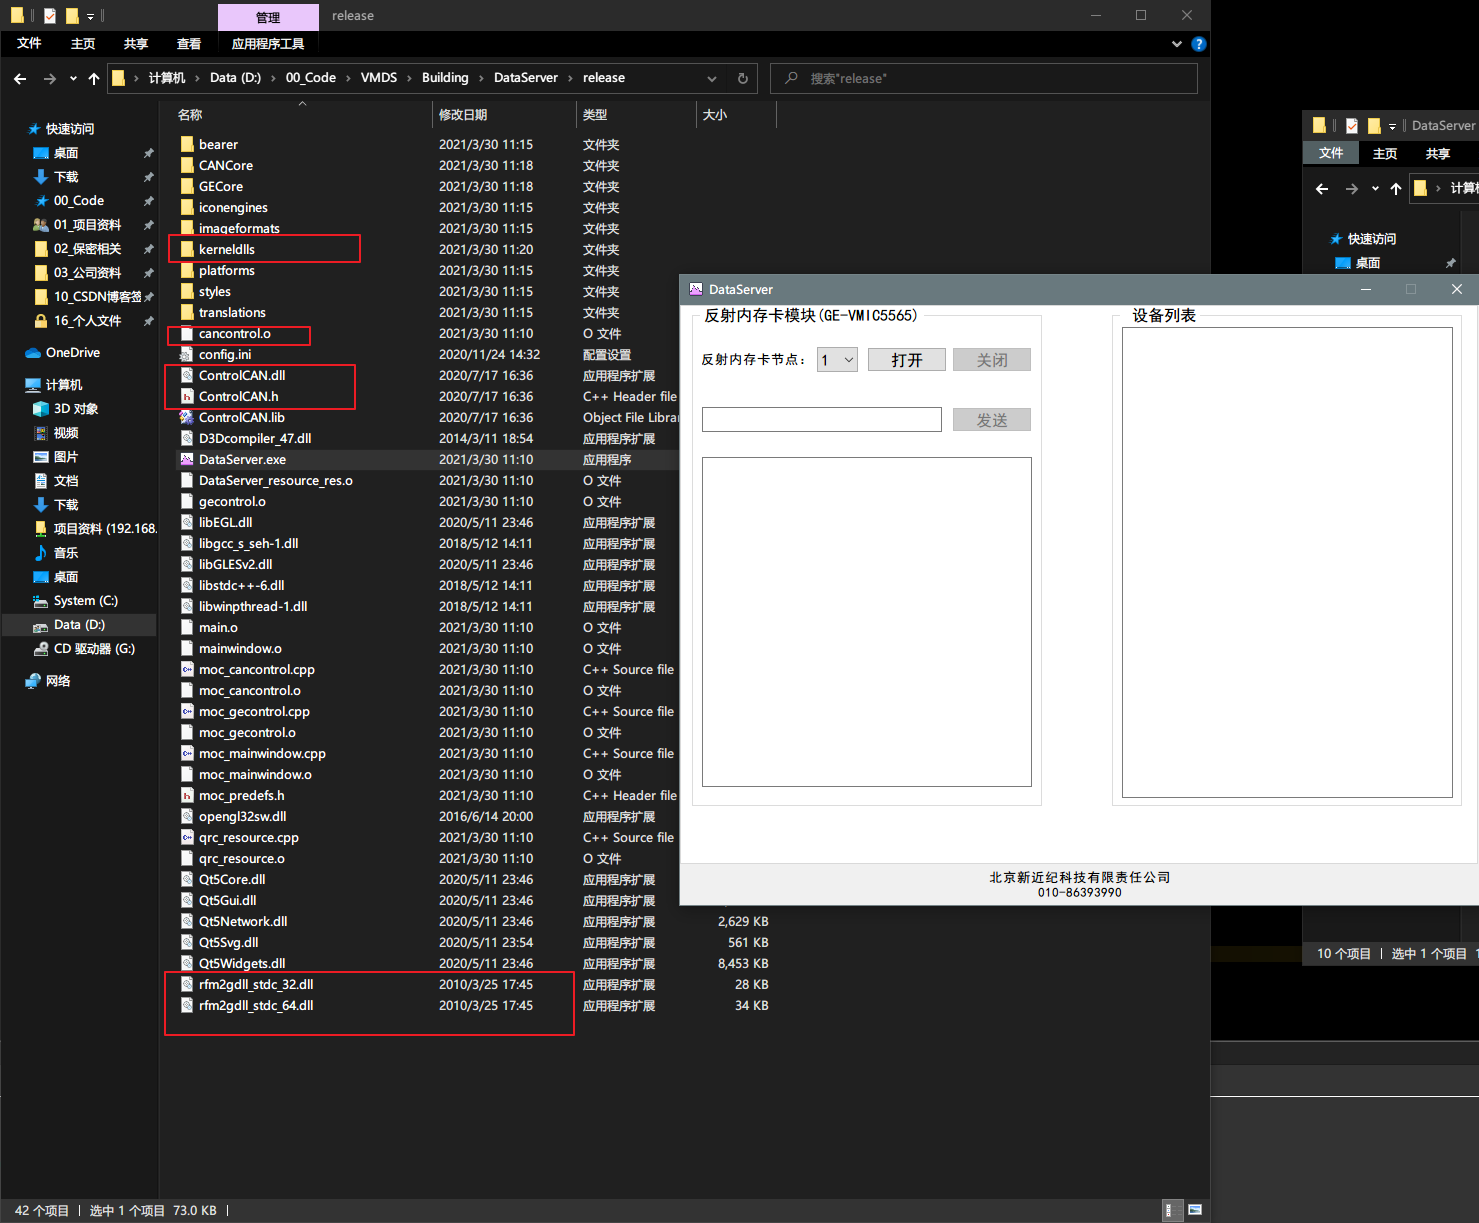 管理
release
文件
主页
共享
查看
应用程序工具
计算机 › Data (D:) › 00_Code › VMDS › Building › DataServer › release
搜索"release"
快速访问
桌面
下载
00_Code
01_项目资料
02_保密相关
03_公司资料
10_CSDN博客签
16_个人文件
OneDrive
计算机
3D 对象
视频
图片
文档
下载
项目资料 (192.168.
音乐
桌面
System (C:)
Data (D:)
CD 驱动器 (G:)
网络
名称 修改日期 类型 大小
bearer 2021/3/30 11:15 文件夹
CANCore 2021/3/30 11:18 文件夹
GECore 2021/3/30 11:18 文件夹
iconengines 2021/3/30 11:15 文件夹
imageformats 2021/3/30 11:15 文件夹
kerneldlls 2021/3/30 11:20 文件夹
platforms 2021/3/30 11:15 文件夹
styles 2021/3/30 11:15 文件夹
translations 2021/3/30 11:15 文件夹
cancontrol.o 2021/3/30 11:10 O 文件
config.ini 2020/11/24 14:32 配置设置
ControlCAN.dll 2020/7/17 16:36 应用程序扩展
ControlCAN.h 2020/7/17 16:36 C++ Header file
ControlCAN.lib 2020/7/17 16:36 Object File Libra
D3Dcompiler_47.dll 2014/3/11 18:54 应用程序扩展
DataServer.exe 2021/3/30 11:10 应用程序
DataServer_resource_res.o 2021/3/30 11:10 O 文件
gecontrol.o 2021/3/30 11:10 O 文件
libEGL.dll 2020/5/11 23:46 应用程序扩展
libgcc_s_seh-1.dll 2018/5/12 14:11 应用程序扩展
libGLESv2.dll 2020/5/11 23:46 应用程序扩展
libstdc++-6.dll 2018/5/12 14:11 应用程序扩展
libwinpthread-1.dll 2018/5/12 14:11 应用程序扩展
main.o 2021/3/30 11:10 O 文件
mainwindow.o 2021/3/30 11:10 O 文件
moc_cancontrol.cpp 2021/3/30 11:10 C++ Source file
moc_cancontrol.o 2021/3/30 11:10 O 文件
moc_gecontrol.cpp 2021/3/30 11:10 C++ Source file
moc_gecontrol.o 2021/3/30 11:10 O 文件
moc_mainwindow.cpp 2021/3/30 11:10 C++ Source file
moc_mainwindow.o 2021/3/30 11:10 O 文件
moc_predefs.h 2021/3/30 11:10 C++ Header file
opengl32sw.dll 2016/6/14 20:00 应用程序扩展
qrc_resource.cpp 2021/3/30 11:10 C++ Source file
qrc_resource.o 2021/3/30 11:10 O 文件
Qt5Core.dll 2020/5/11 23:46 应用程序扩展
Qt5Gui.dll 2020/5/11 23:46 应用程序扩展
Qt5Network.dll 2020/5/11 23:46 应用程序扩展 2,629 KB
Qt5Svg.dll 2020/5/11 23:54 应用程序扩展 561 KB
Qt5Widgets.dll 2020/5/11 23:46 应用程序扩展 8,453 KB
rfm2gdll_stdc_32.dll 2010/3/25 17:45 应用程序扩展 28 KB
rfm2gdll_stdc_64.dll 2010/3/25 17:45 应用程序扩展 34 KB
42 个项目 选中 1 个项目 73.0 KB
DataServer
反射内存卡模块(GE-VMIC5565)
反射内存卡节点：
1
打开
关闭
发送
设备列表
北京新近纪科技有限责任公司
010-86393990
DataServer
文件
主页
共享
计算机
快速访问
桌面
10 个项目 选中 1 个项目 1